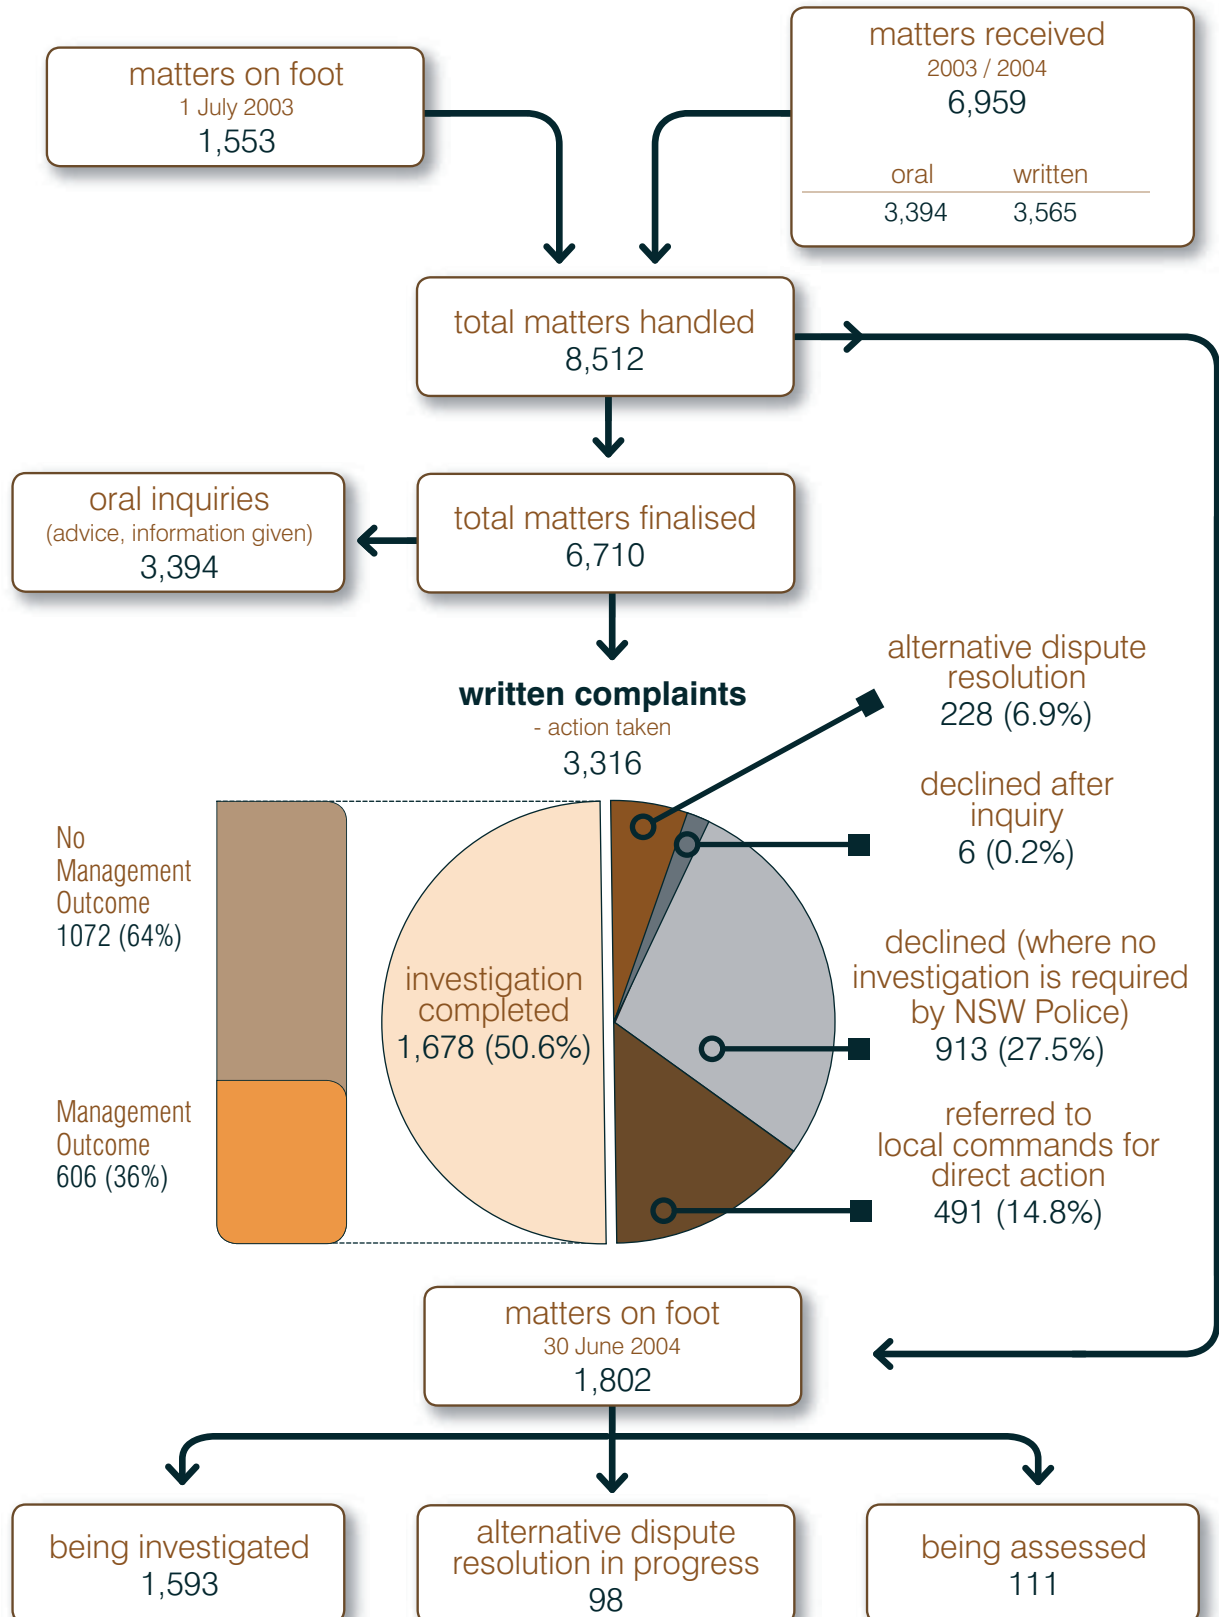 matters on foot
1 July 2003
1,553
matters received
2003 / 2004
6,959
oral written
3,394 3,565
total matters handled
8,512
oral inquiries
(advice, information given)
3,394
total matters finalised
6,710
written complaints
- action taken
3,316
alternative dispute
resolution
228 (6.9%)
declined after
inquiry
6 (0.2%)
declined (where no
investigation is required
by NSW Police)
913 (27.5%)
referred to
local commands for
direct action
491 (14.8%)
investigation
completed
1,678 (50.6%)
No
Management
Outcome
1072 (64%)
Management
Outcome
606 (36%)
matters on foot
30 June 2004
1,802
being investigated
1,593
alternative dispute
resolution in progress
98
being assessed
111